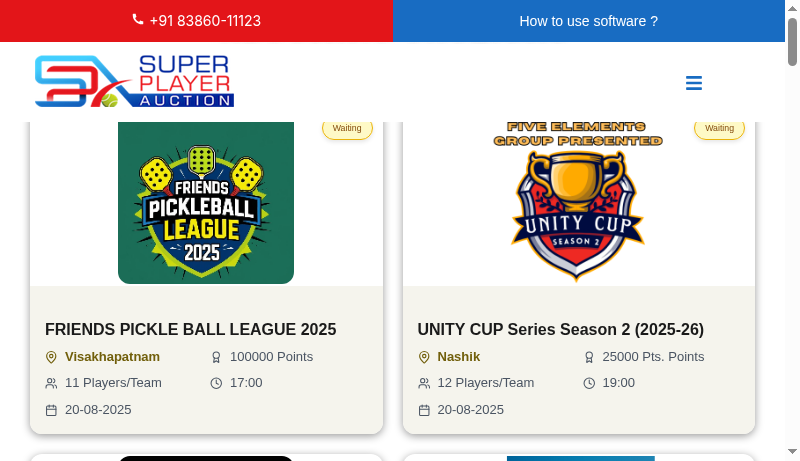 +91 83860-11123
How to use software ?
SUPER
PLAYER
AUCTION
Waiting
FRIENDS
PICKLEBALL
LEAGUE
2025
Waiting
FIVE ELEMENTS
GROUP PRESENTED
UNITY CUP
SEASON 2
FRIENDS PICKLE BALL LEAGUE 2025
Visakhapatnam
100000 Points
11 Players/Team
17:00
20-08-2025
UNITY CUP Series Season 2 (2025-26)
Nashik
25000 Pts. Points
12 Players/Team
19:00
20-08-2025